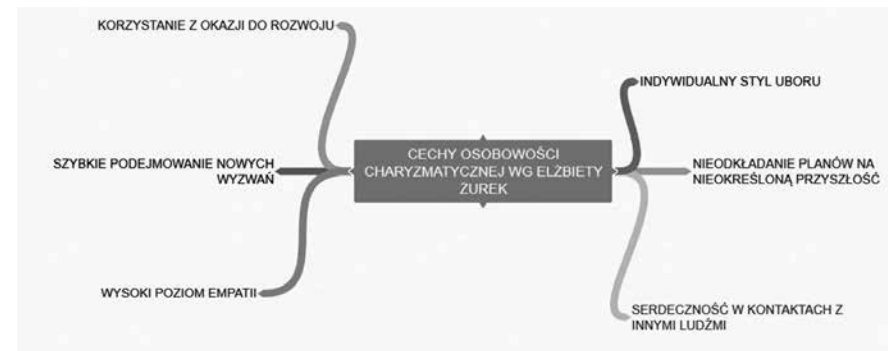 KORZYSTANIE Z OKAZJI DO ROZWOJU
SZYBKIE PODEJMOWANIE NOWYCH
WYZWAŃ
WYSOKI POZIOM EMPATII
CECHY OSOBOWOŚCI
CHARYZMATYCZNEJ WG ELŻBIETY
ŻUREK
INDYWIDUALNY STYL UBORU
NIEODKŁADANIE PLANÓW NA
NIEOKREŚLONĄ PRZYSZŁOŚĆ
SERDECZNOŚĆ W KONTAKTACH Z
INNYMI LUDŹMI